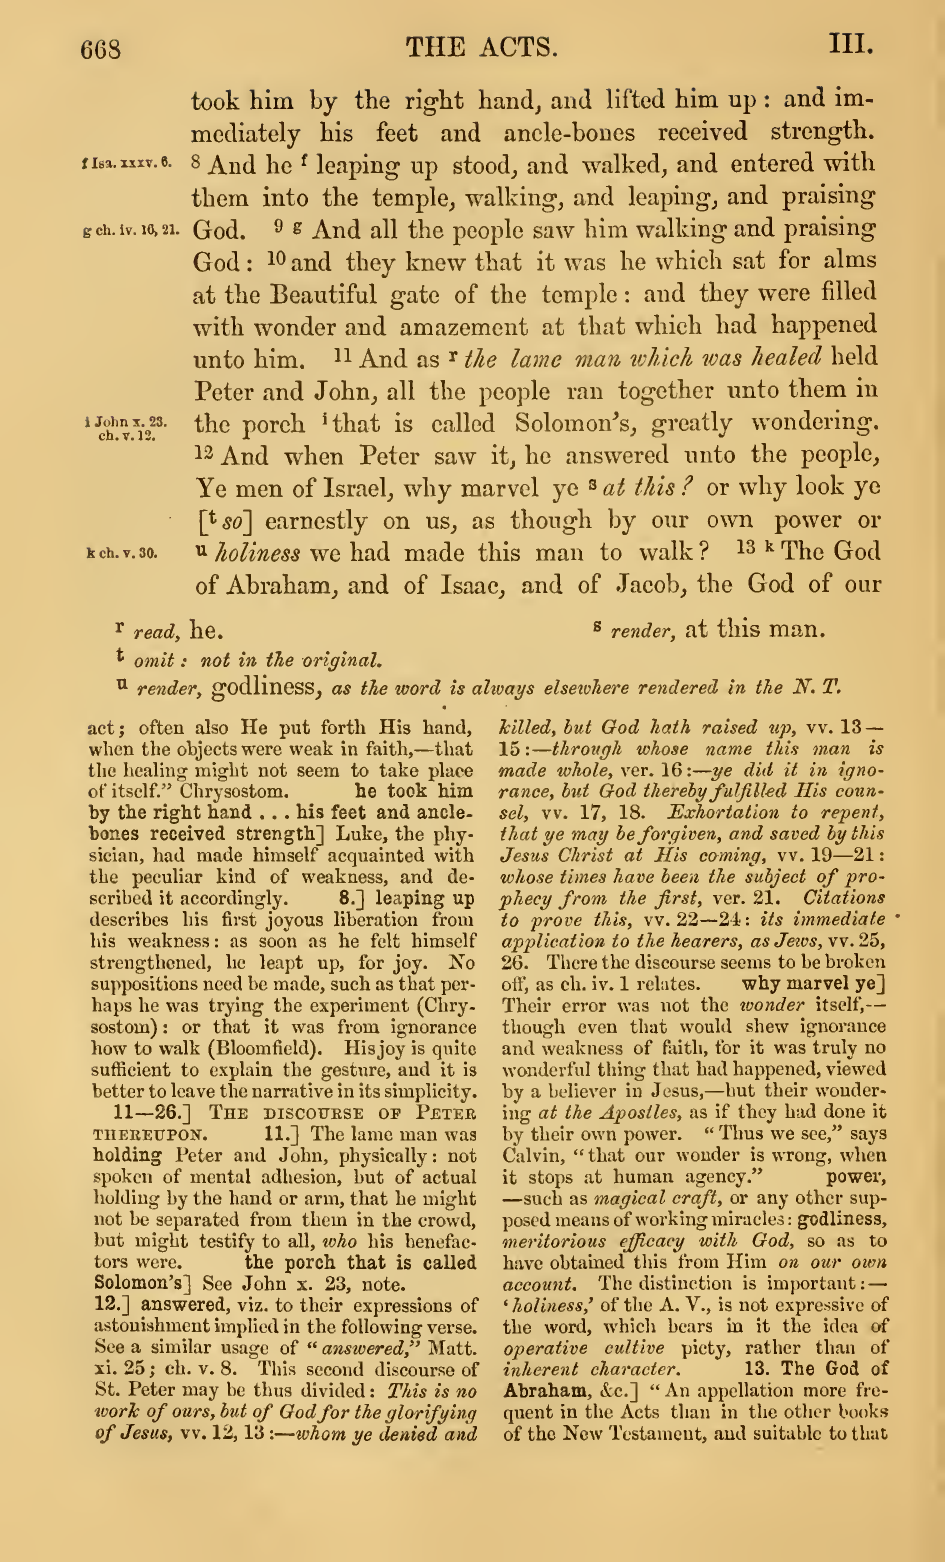 668 THE ACTS. III.
took him by the right hand, and lifted him up : and im-
mediately his feet and ancle-bones received strength.
f Isa. xxxv. 6. 8 And he f leaping up stood, and walked, and entered with
them into the temple, walking, and leaping, and praising
g ch. iv. 16, 21. God. 9 g And all the people saw him walking and praising
God : 10 and they knew that it was he which sat for alms
at the Beautiful gate of the temple : and they were filled
with wonder and amazement at that which had happened
unto him. 11 And as r the lame man which was healed held
Peter and John, all the people ran together unto them in
i John x. 23. ch. v. 12. the porch i that is called Solomon's, greatly wondering.
12 And when Peter saw it, he answered unto the people,
Ye men of Israel, why marvel ye s at this ? or why look ye
[t so] earnestly on us, as though by our own power or
k ch. v. 30. u holiness we had made this man to walk ? 13 k The God
of Abraham, and of Isaac, and of Jacob, the God of our
r read, he. s render, at this man.
t omit : not in the original.
u render, godliness, as the word is always elsewhere rendered in the N. T.
act; often also He put forth His hand,
when the objects were weak in faith,—that
the healing might not seem to take place
of itself." Chrysostom. he took him
by the right hand . . . his feet and ancle-
bones received strength] Luke, the phy-
sician, had made himself acquainted with
the peculiar kind of weakness, and de-
scribed it accordingly. 8.] leaping up
describes his first joyous liberation from
his weakness : as soon as he felt himself
strengthened, he leapt up, for joy. No
suppositions need be made, such as that per-
haps he was trying the experiment (Chry-
sostom) : or that it was from ignorance
how to walk (Bloomfield). His joy is quite
sufficient to explain the gesture, and it is
better to leave the narrative in its simplicity.
11—26.] THE DISCOURSE OF PETER
THEREUPON. 11.] The lame man was
holding Peter and John, physically : not
spoken of mental adhesion, but of actual
holding by the hand or arm, that he might
not be separated from them in the crowd,
but might testify to all, who his benefac-
tors were. the porch that is called
Solomon's] See John x. 23, note.
12.] answered, viz. to their expressions of
astonishment implied in the following verse.
See a similar usage of "answered," Matt.
xi. 25; ch. v. 8. This second discourse of
St. Peter may be thus divided : This is no
work of ours, but of God for the glorifying
of Jesus, vv. 12, 13 :—whom ye denied and
killed, but God hath raised up, vv. 13—
15 :—through whose name this man is
made whole, ver. 16 :—ye did it in igno-
rance, but God thereby fulfilled His coun-
sel, vv. 17, 18. Exhortation to repent,
that ye may be forgiven, and saved by this
Jesus Christ at His coming, vv. 19—21 :
whose times have been the subject of pro-
phecy from the first, ver. 21. Citations
to prove this, vv. 22—24: its immediate
application to the hearers, as Jews, vv. 25,
26. There the discourse seems to be broken
off, as ch. iv. 1 relates. why marvel ye]
Their error was not the wonder itself,—
though even that would shew ignorance
and weakness of faith, for it was truly no
wonderful thing that had happened, viewed
by a believer in Jesus,—but their wonder-
ing at the Apostles, as if they had done it
by their own power. "Thus we see," says
Calvin, "that our wonder is wrong, when
it stops at human agency." power,
—such as magical craft, or any other sup-
posed means of working miracles : godliness,
meritorious efficacy with God, so as to
have obtained this from Him on our own
account. The distinction is important :—
'holiness,' of the A. V., is not expressive of
the word, which bears in it the idea of
operative cultive piety, rather than of
inherent character. 13. The God of
Abraham, &c.] "An appellation more fre-
quent in the Acts than in the other books
of the New Testament, and suitable to that